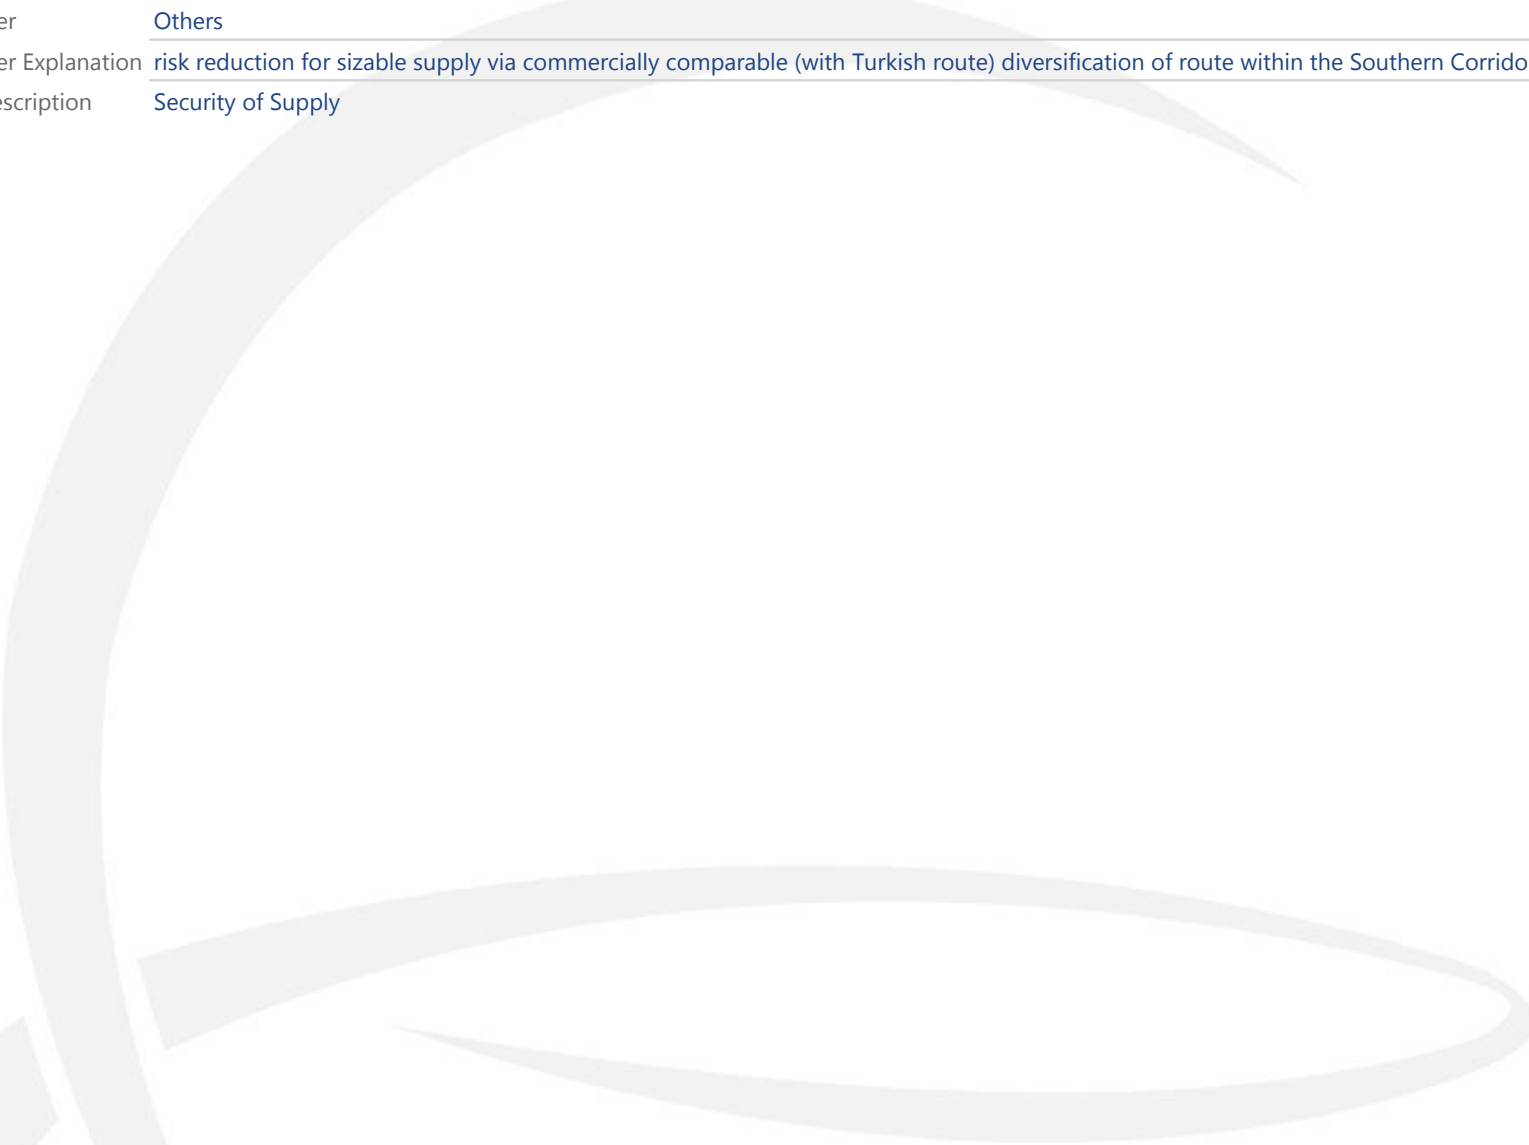 er Others
er Explanation risk reduction for sizable supply via commercially comparable (with Turkish route) diversification of route within the Southern Corrido
escription Security of Supply